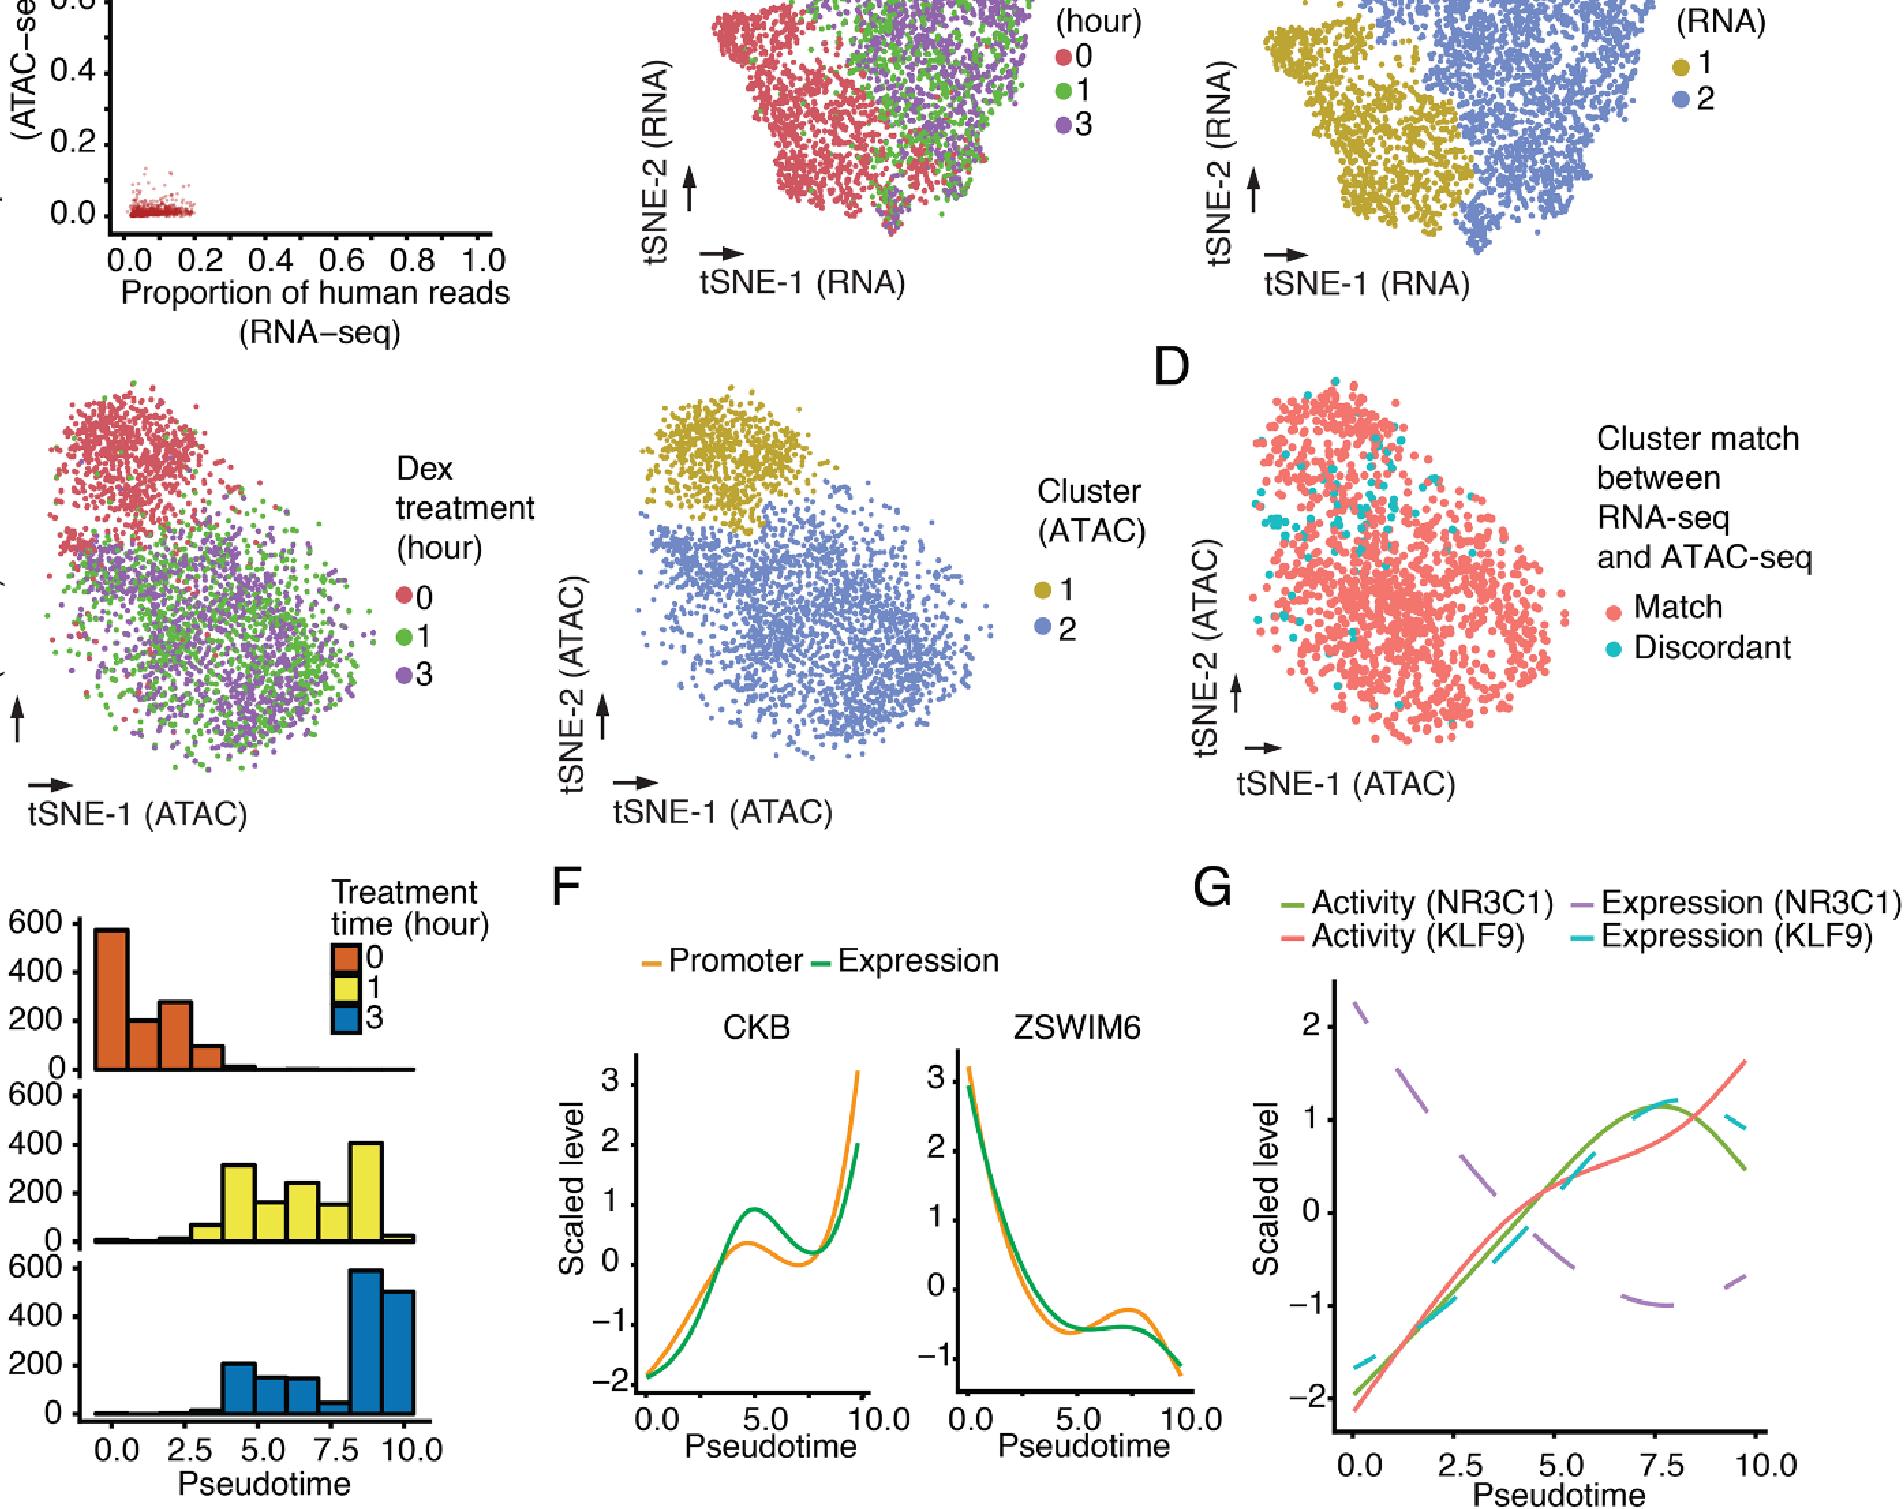 (ATAC−se
0.4
0.2
0.0
0.0 0.2 0.4 0.6 0.8 1.0
Proportion of human reads
(RNA−seq)
(hour)
0
1
3
tSNE-2 (RNA)
tSNE-1 (RNA)
(RNA)
1
2
tSNE-2 (RNA)
tSNE-1 (RNA)
Dex
treatment
(hour)
0
1
3
tSNE-1 (ATAC)
Cluster
(ATAC)
1
2
tSNE-2 (ATAC)
tSNE-1 (ATAC)
D
Cluster match
between
RNA-seq
and ATAC-seq
Match
Discordant
tSNE-2 (ATAC)
tSNE-1 (ATAC)
Treatment
time (hour)
0
1
3
600
400
200
0
600
400
200
0
600
400
200
0
0.0 2.5 5.0 7.5 10.0
Pseudotime
F
Promoter Expression
CKB
Scaled level
3
2
1
0
−1
−2
0.0 5.0 10.0
Pseudotime
ZSWIM6
3
2
1
0
−1
0.0 5.0 10.0
Pseudotime
G
Activity (NR3C1) Expression (NR3C1)
Activity (KLF9) Expression (KLF9)
Scaled level
2
1
0
−1
−2
0.0 2.5 5.0 7.5 10.0
Pseudotime